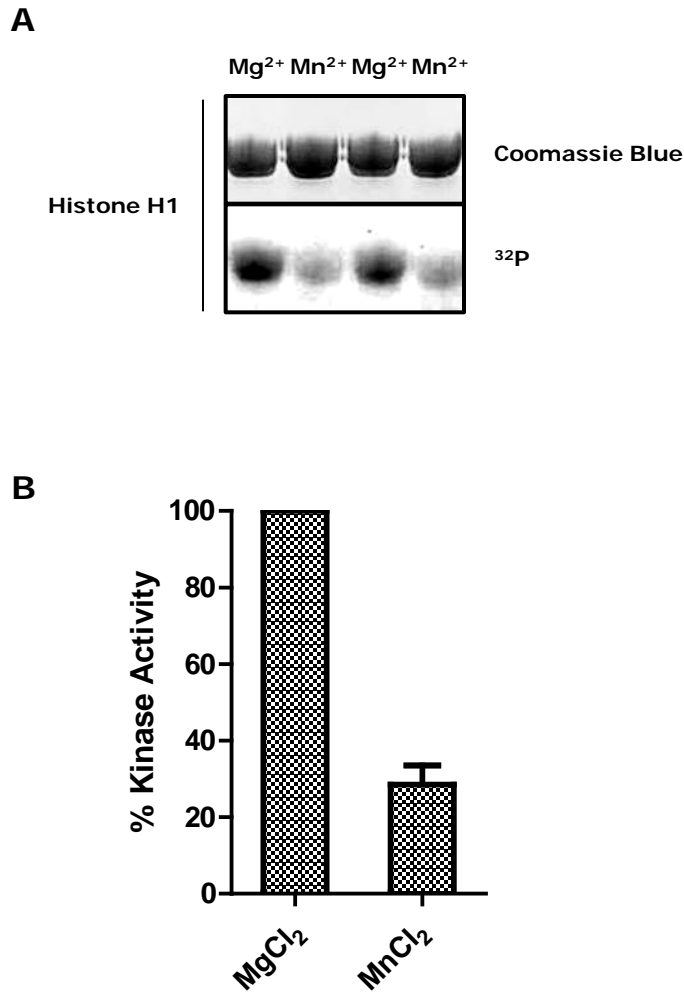 A
Mg²⁺ Mn²⁺ Mg²⁺ Mn²⁺
Coomassie Blue
Histone H1
³²P
B
100
80
60
40
20
0
% Kinase Activity
MgCl₂
MnCl₂